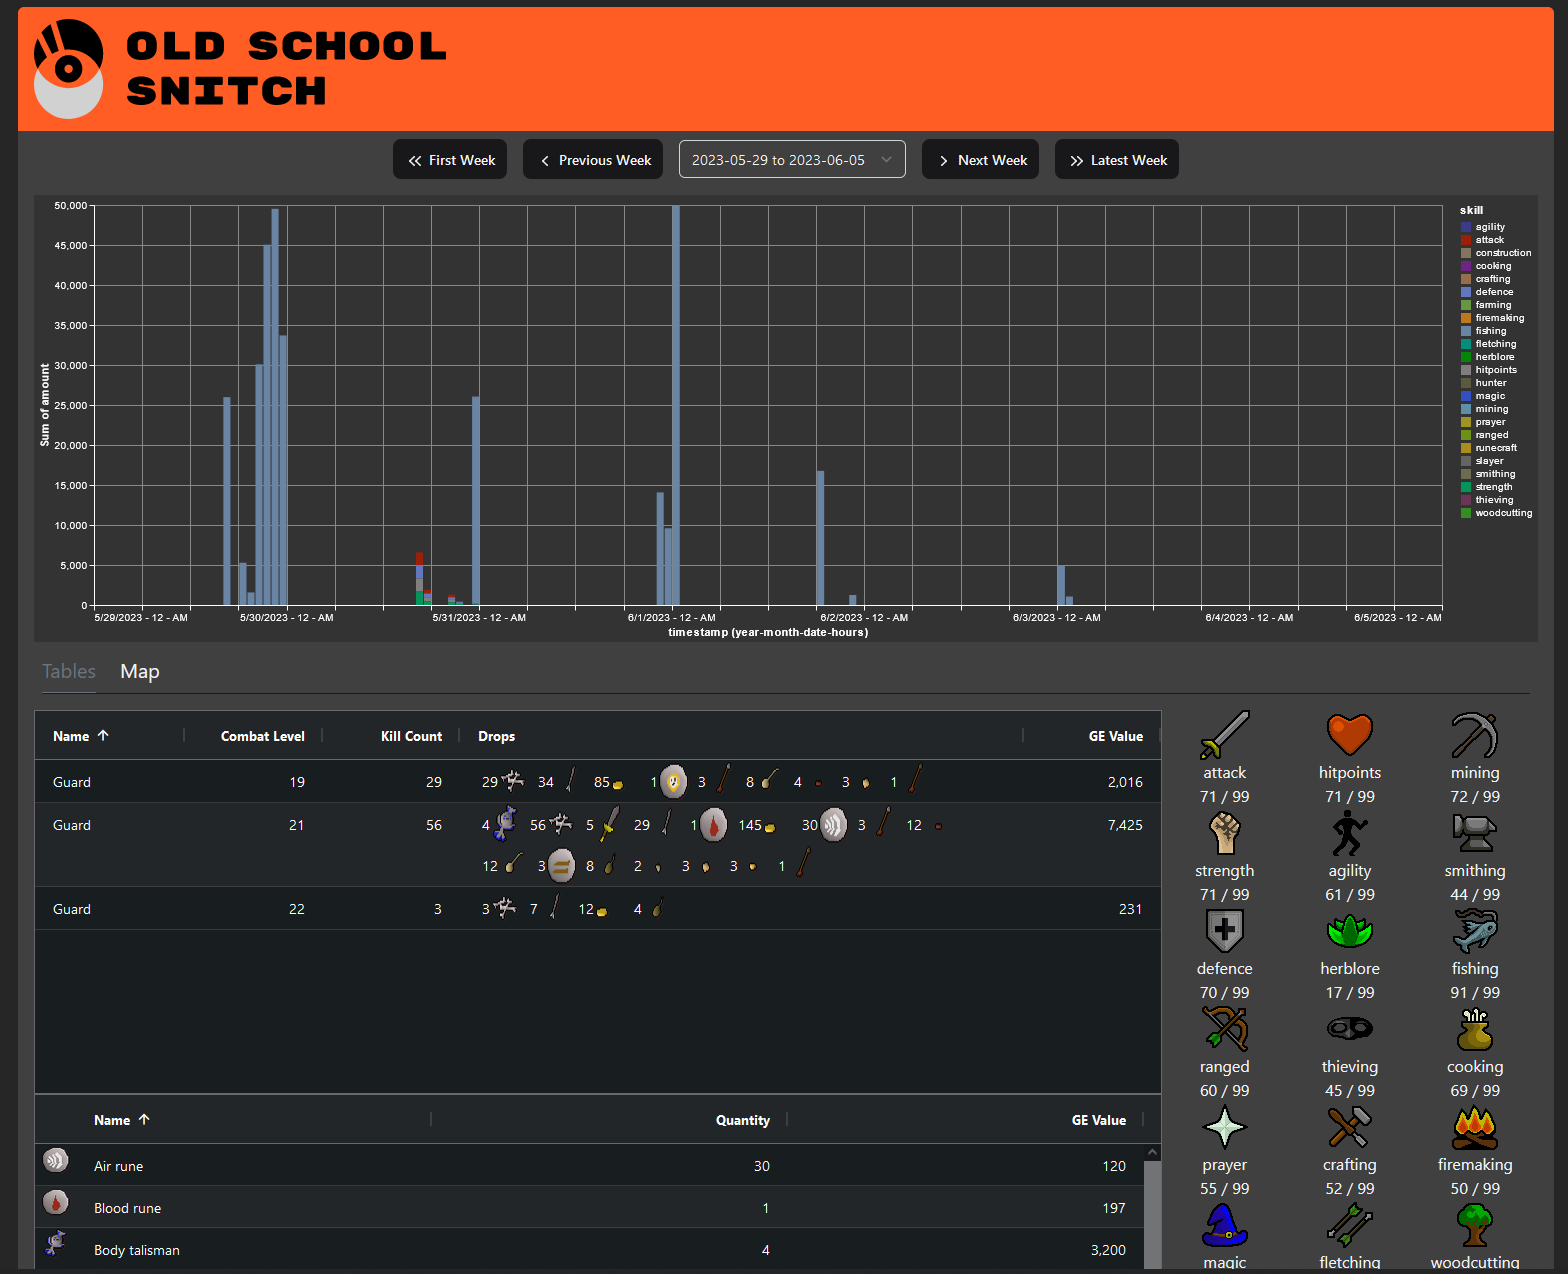 OLD SCHOOL
SNITCH
First Week
Previous Week
2023-05-29 to 2023-06-05
Next Week
Latest Week
50,000
45,000
40,000
35,000
30,000
25,000
20,000
15,000
10,000
5,000
0
Sum of amount
5/29/2023 - 12 - AM
5/30/2023 - 12 - AM
5/31/2023 - 12 - AM
6/1/2023 - 12 - AM
6/2/2023 - 12 - AM
6/3/2023 - 12 - AM
6/4/2023 - 12 - AM
6/5/2023 - 12 - AM
timestamp (year-month-date-hours)
skill
agility
attack
construction
cooking
crafting
defence
farming
firemaking
fishing
fletching
herblore
hitpoints
hunter
magic
mining
prayer
ranged
runecraft
slayer
smithing
strength
thieving
woodcutting
Tables Map
Name Combat Level Kill Count Drops GE Value
Guard 19 29 29 34 85 1 3 8 4 3 1 2,016
Guard 21 56 4 56 5 29 1 145 30 3 12 7,425
12 3 8 2 3 3 1
Guard 22 3 3 7 12 4 231
Name Quantity GE Value
Air rune 30 120
Blood rune 1 197
Body talisman 4 3,200
attack hitpoints mining
71 / 99 71 / 99 72 / 99
strength agility smithing
71 / 99 61 / 99 44 / 99
defence herblore fishing
70 / 99 17 / 99 91 / 99
ranged thieving cooking
60 / 99 45 / 99 69 / 99
prayer crafting firemaking
55 / 99 52 / 99 50 / 99
magic fletching woodcutting